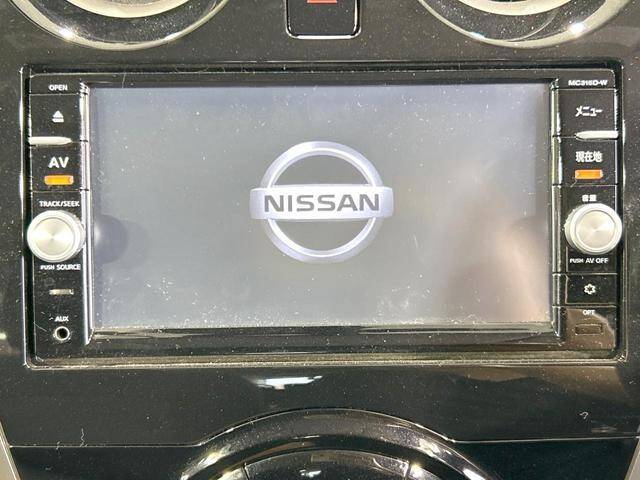 OPEN
MC316D-W
メニュー
AV
現在地
TRACK/SEEK
音量
NISSAN
PUSH SOURCE
PUSH AV OFF
AUX
OPT